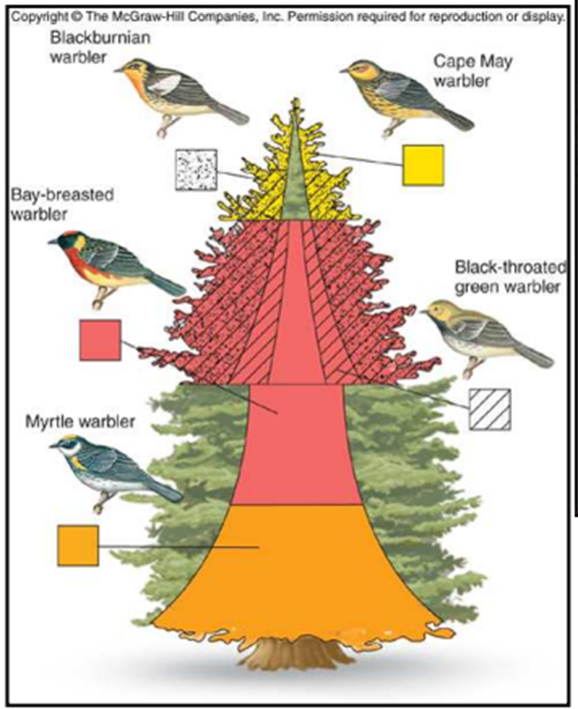 Copyright © The McGraw-Hill Companies, Inc. Permission required for reproduction or display.
Blackburnian
warbler
Cape May
warbler
Bay-breasted
warbler
Black-throated
green warbler
Myrtle warbler